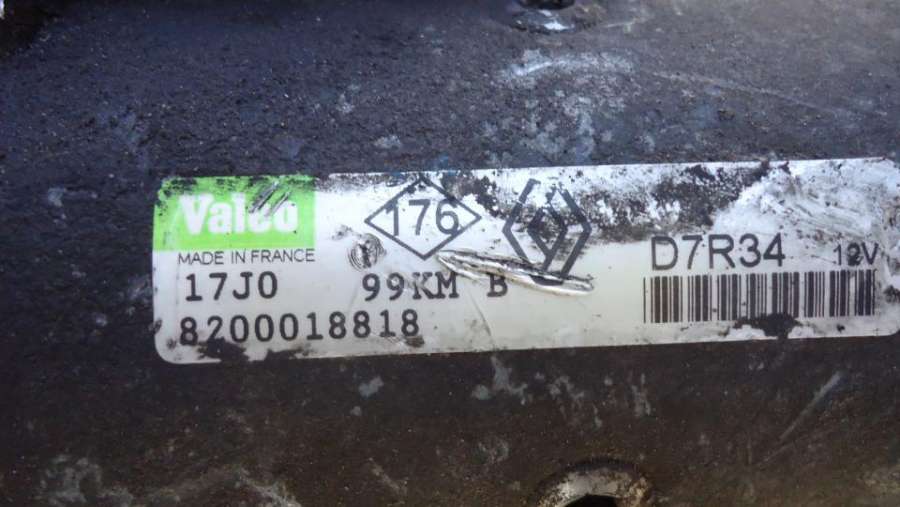 Valeo
MADE IN FRANCE
176
D7R34 12V
17J0 99KM B
8200018818